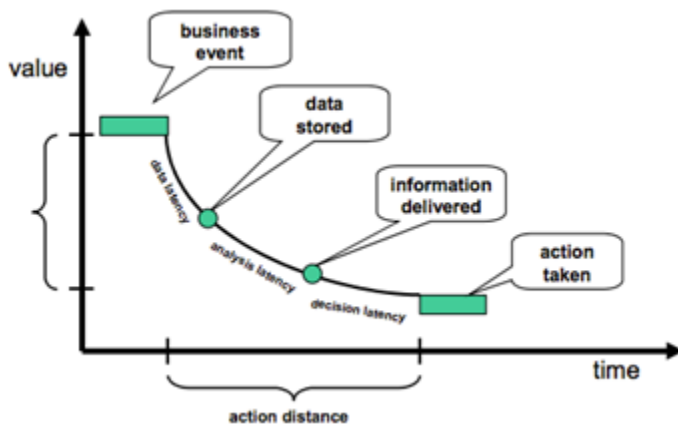 business
event
value
data
stored
data latency
information
delivered
analysis latency
action
taken
decision latency
time
action distance